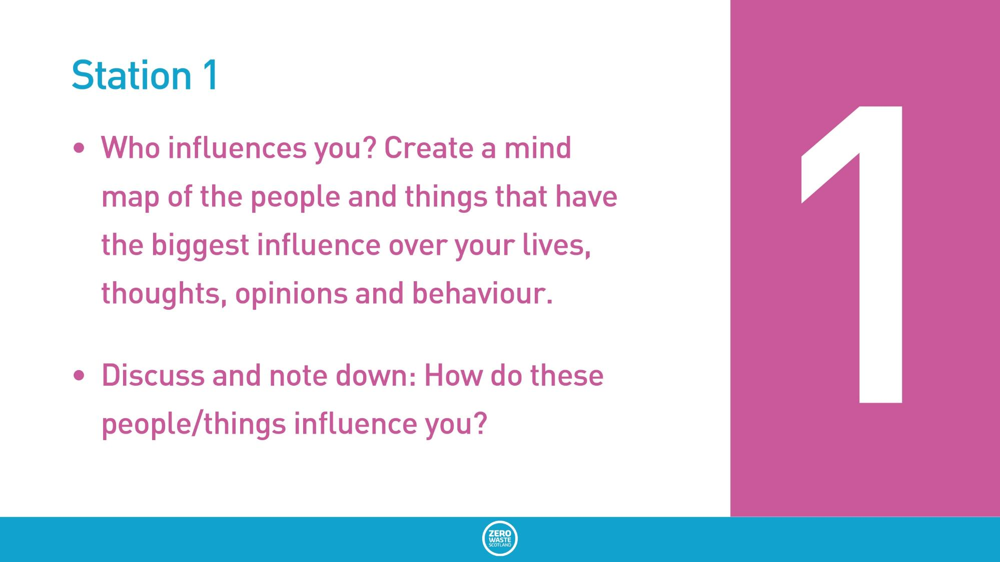 Station 1
• Who influences you? Create a mind
map of the people and things that have
the biggest influence over your lives,
thoughts, opinions and behaviour.
• Discuss and note down: How do these
people/things influence you?
1
ZERO
WASTE
SCOTLAND